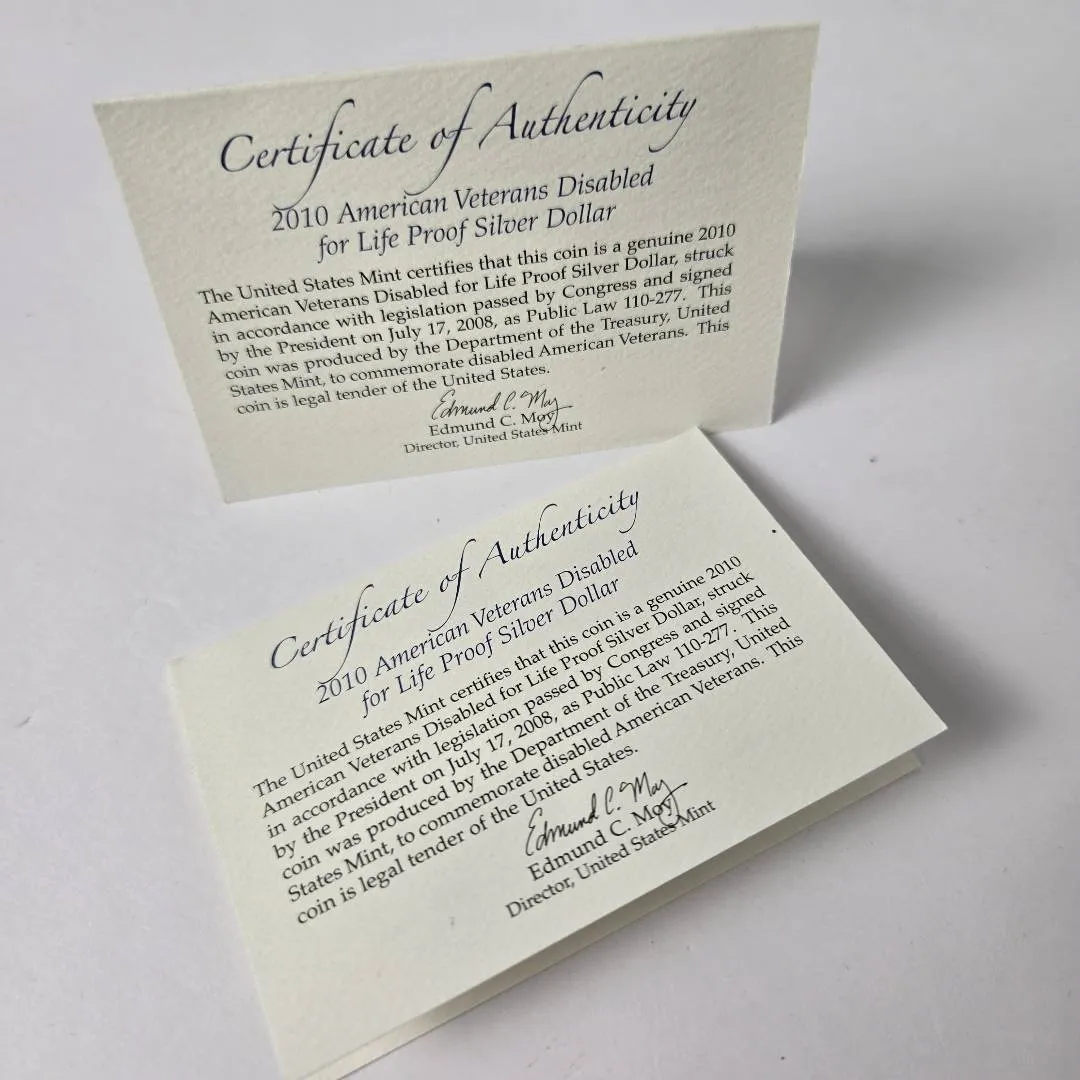 Certificate of Authenticity
2010 American Veterans Disabled
for Life Proof Silver Dollar
The United States Mint certifies that this coin is a genuine 2010
American Veterans Disabled for Life Proof Silver Dollar, struck
in accordance with legislation passed by Congress and signed
by the President on July 17, 2008, as Public Law 110-277. This
coin was produced by the Department of the Treasury, United
States Mint, to commemorate disabled American Veterans. This
coin is legal tender of the United States.
Edmund C. Moy
Edmund C. Moy
Director, United States Mint
Certificate of Authenticity
2010 American Veterans Disabled
for Life Proof Silver Dollar
The United States Mint certifies that this coin is a genuine 2010
American Veterans Disabled for Life Proof Silver Dollar, struck
in accordance with legislation passed by Congress and signed
by the President on July 17, 2008, as Public Law 110-277. This
coin was produced by the Department of the Treasury, United
States Mint, to commemorate disabled American Veterans. This
coin is legal tender of the United States.
Edmund C. Moy
Edmund C. Moy
Director, United States Mint